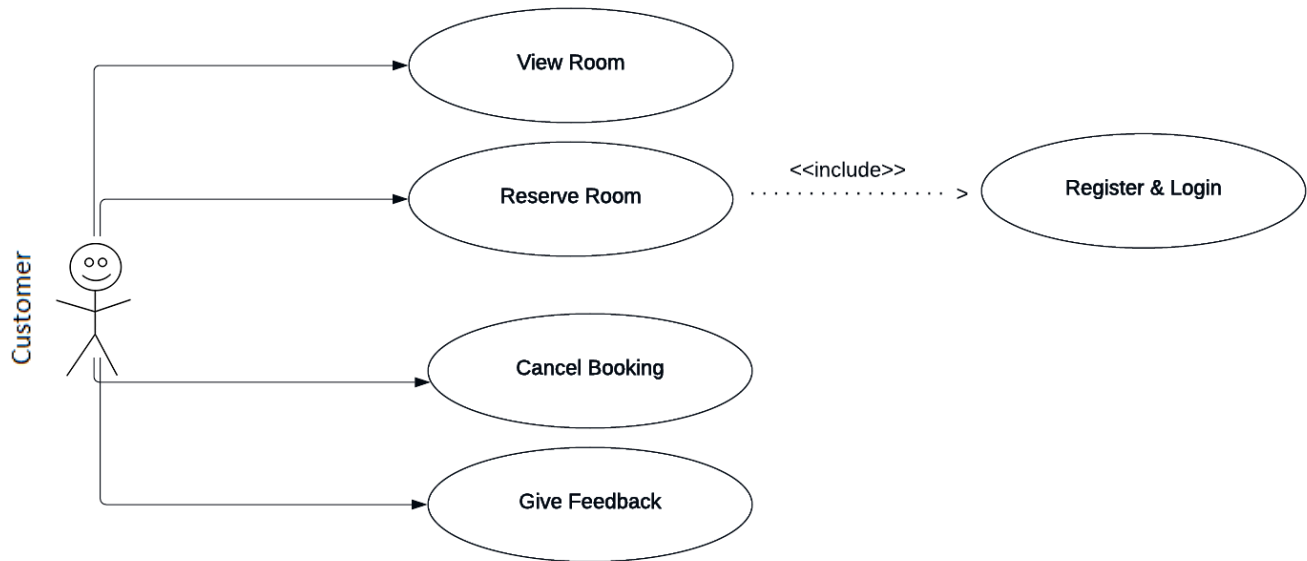 View Room
Reserve Room
<<include>>
>
Register & Login
Customer
Cancel Booking
Give Feedback